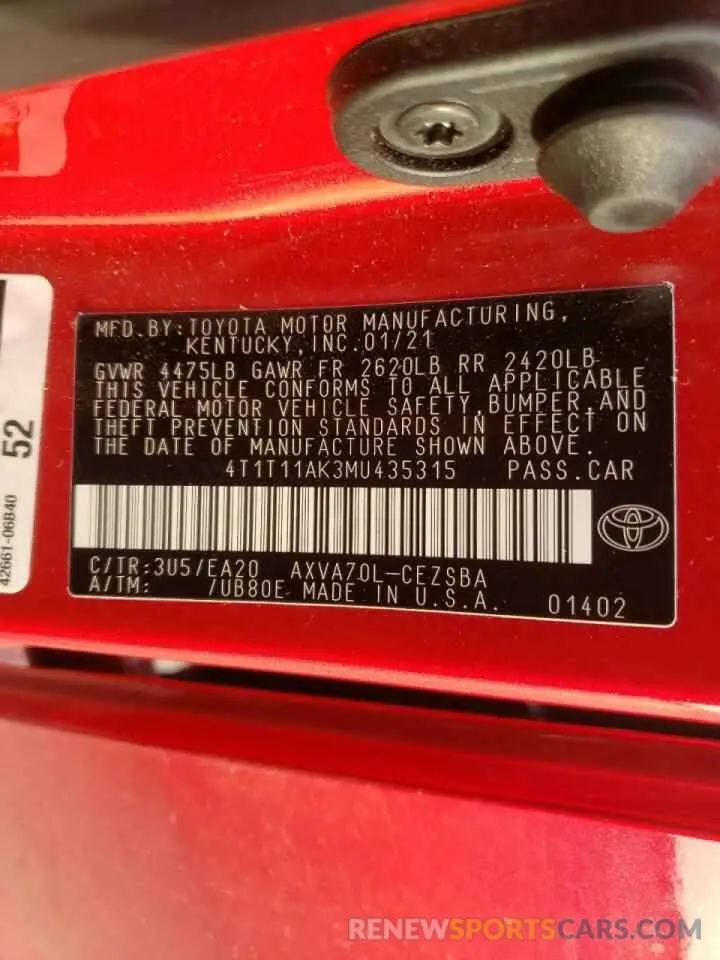 MFD.BY:TOYOTA MOTOR MANUFACTURING,
KENTUCKY,INC.01/21
GVWR 4475LB GAWR FR 2620LB RR 2420LB
THIS VEHICLE CONFORMS TO ALL APPLICABLE
FEDERAL MOTOR VEHICLE SAFETY,BUMPER,AND
THEFT PREVENTION STANDARDS IN EFFECT ON
THE DATE OF MANUFACTURE SHOWN ABOVE.
4T1T11AK3MU435315 PASS.CAR
C/TR:3U5/EA20 AXVA70L-CEZSBA
A/TM: /UB80E MADE IN U.S.A. 01402
52
42661-06B40
RENEWSPORTSCARS.COM